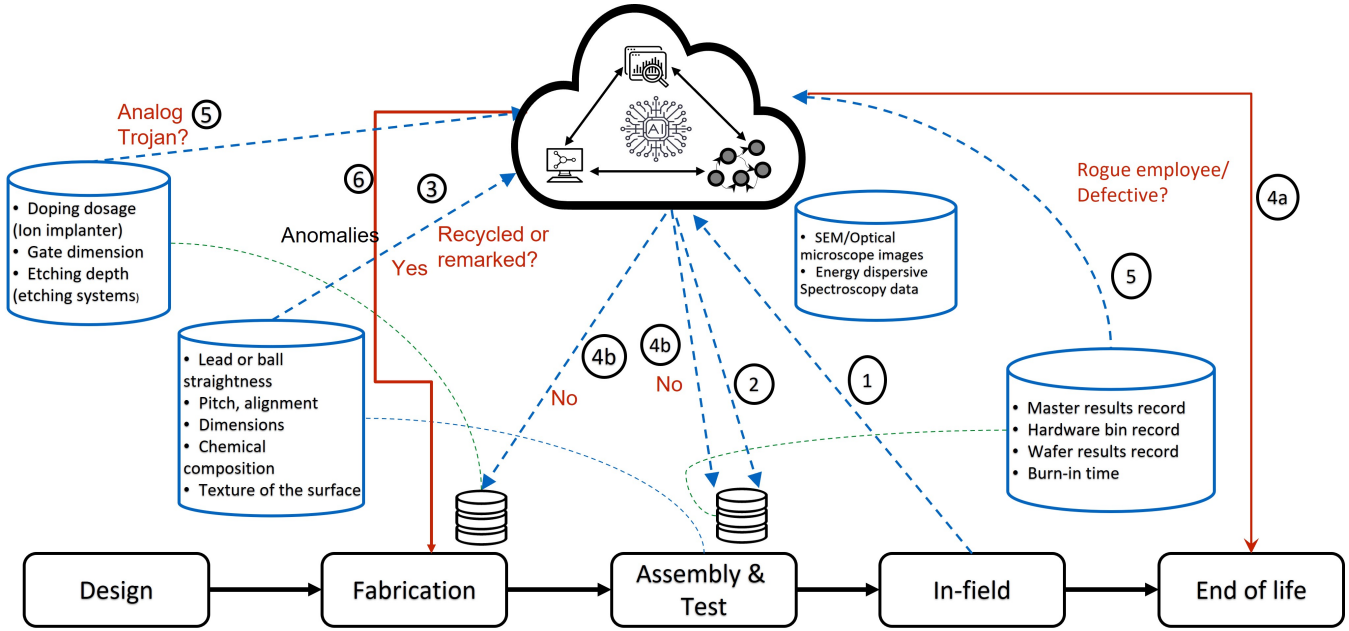 AI
Analog
Trojan?
5
• Doping dosage
(Ion implanter)
• Gate dimension
• Etching depth
(etching systems)
6
3
Anomalies
Yes
Recycled or
remarked?
• Lead or ball
straightness
• Pitch, alignment
• Dimensions
• Chemical
composition
• Texture of the surface
4b
No
4b
No
2
1
• SEM/Optical
microscope images
• Energy dispersive
Spectroscopy data
Rogue employee/
Defective?
4a
5
• Master results record
• Hardware bin record
• Wafer results record
• Burn-in time
Design
Fabrication
Assembly &
Test
In-field
End of life